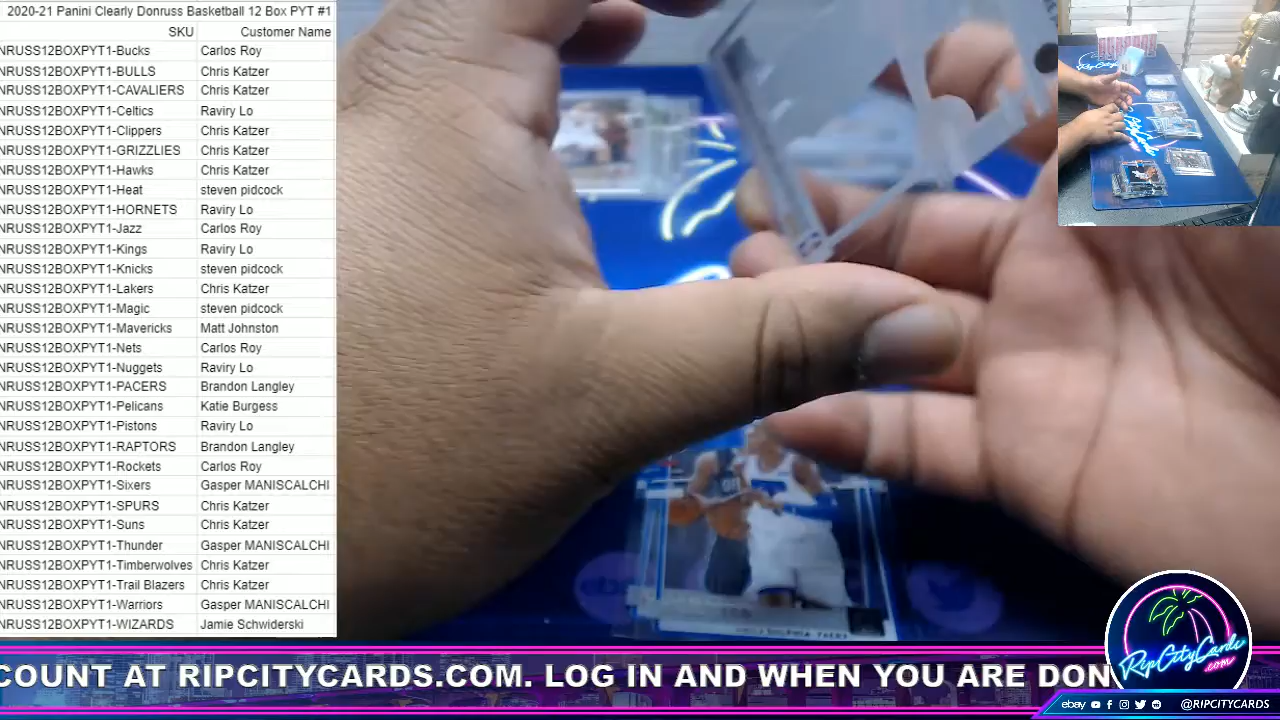 2020-21 Panini Clearly Donruss Basketball 12 Box PYT #1
SKU Customer Name
NRUSS12BOXPYT1-Bucks Carlos Roy
NRUSS12BOXPYT1-BULLS Chris Katzer
NRUSS12BOXPYT1-CAVALIERS Chris Katzer
NRUSS12BOXPYT1-Celtics Raviry Lo
NRUSS12BOXPYT1-Clippers Chris Katzer
NRUSS12BOXPYT1-GRIZZLIES Chris Katzer
NRUSS12BOXPYT1-Hawks Chris Katzer
NRUSS12BOXPYT1-Heat steven pidcock
NRUSS12BOXPYT1-HORNETS Raviry Lo
NRUSS12BOXPYT1-Jazz Carlos Roy
NRUSS12BOXPYT1-Kings Raviry Lo
NRUSS12BOXPYT1-Knicks steven pidcock
NRUSS12BOXPYT1-Lakers Chris Katzer
NRUSS12BOXPYT1-Magic steven pidcock
NRUSS12BOXPYT1-Mavericks Matt Johnston
NRUSS12BOXPYT1-Nets Carlos Roy
NRUSS12BOXPYT1-Nuggets Raviry Lo
NRUSS12BOXPYT1-PACERS Brandon Langley
NRUSS12BOXPYT1-Pelicans Katie Burgess
NRUSS12BOXPYT1-Pistons Raviry Lo
NRUSS12BOXPYT1-RAPTORS Brandon Langley
NRUSS12BOXPYT1-Rockets Carlos Roy
NRUSS12BOXPYT1-Sixers Gasper MANISCALCHI
NRUSS12BOXPYT1-SPURS Chris Katzer
NRUSS12BOXPYT1-Suns Chris Katzer
NRUSS12BOXPYT1-Thunder Gasper MANISCALCHI
NRUSS12BOXPYT1-Timberwolves Chris Katzer
NRUSS12BOXPYT1-Trail Blazers Chris Katzer
NRUSS12BOXPYT1-Warriors Gasper MANISCALCHI
NRUSS12BOXPYT1-WIZARDS Jamie Schwiderski
COUNT AT RIPCITYCARDS.COM. LOG IN AND WHEN YOU ARE DON
RipCityCards
.com
ebay @RIPCITYCARDS